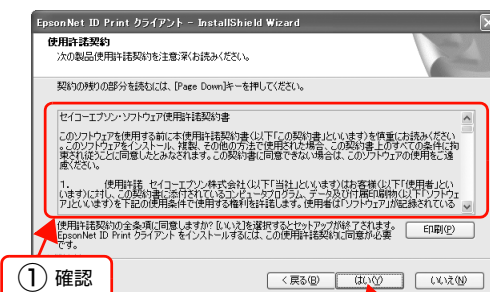 EpsonNet ID Print クライアント - InstallShield Wizard
使用許諾契約
次の製品使用許諾契約を注意深くお読みください。
契約の残りの部分を読むには、[Page Down]キーを押してください。
セイコーエプソン・ソフトウェア使用許諾契約書
このソフトウェアを使用する前に本使用許諾契約書(以下「この契約書」といいます)を慎重にお読みください
。このソフトウェアをインストール、複製、その他の方法で使用された場合、この契約書上のすべての条件に拘
束され従うことに同意したとみなされます。この契約書に同意できない場合は、このソフトウェアの使用をご遠
慮ください。
1. 使用許諾 セイコーエプソン株式会社(以下「当社」といいます)はお客様(以下「使用者」とい
います)に対し、この契約書に添付されているコンピュータプログラム、データ及び付属印刷物(以下「ソフトウェ
ア」といいます)を下記の使用条件で使用する権利を許諾します。使用者は「ソフトウェア」が記録されている
使用許諾契約の全条項に同意しますか? [いいえ]を選択するとセットアップが終了されます。
EpsonNet ID Print クライアント をインストールするには、この使用許諾契約に同意が必要
です。
印刷(P)
① 確認
< 戻る(B)
はい(Y)
いいえ(N)